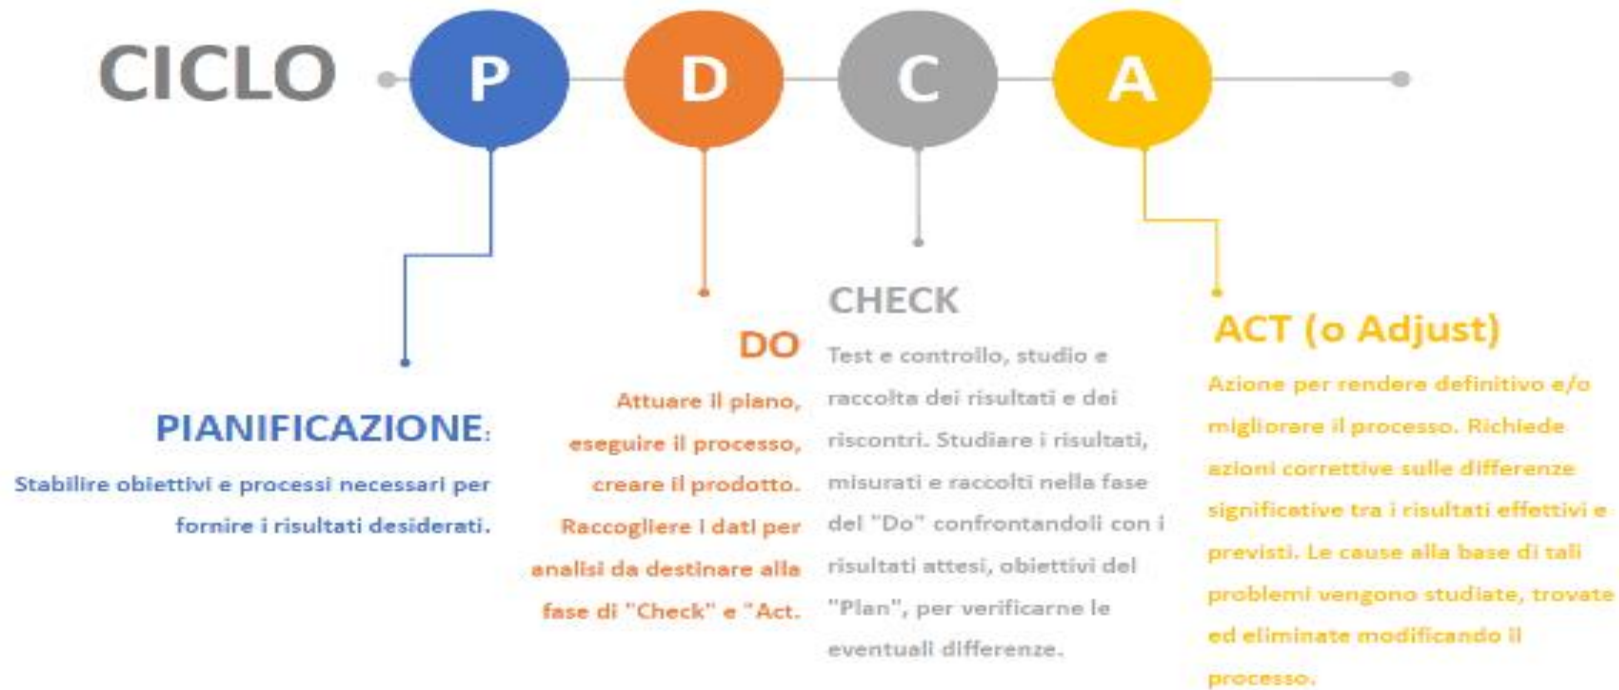 CICLO
P
D
C
A
PIANIFICAZIONE:
Stabilire obiettivi e processi necessari per
fornire i risultati desiderati.
DO
Attuare il piano,
eseguire il processo,
creare il prodotto.
Raccogliere i dati per
analisi da destinare alla
fase di "Check" e "Act.
CHECK
Test e controllo, studio e
raccolta dei risultati e dei
riscontri. Studiare i risultati,
misurati e raccolti nella fase
del "Do" confrontandoli con i
risultati attesi, obiettivi del
"Plan", per verificarne le
eventuali differenze.
ACT (o Adjust)
Azione per rendere definitivo e/o
migliorare il processo. Richiede
azioni correttive sulle differenze
significative tra i risultati effettivi e
previsti. Le cause alla base di tali
problemi vengono studiate, trovate
ed eliminate modificando il
processo.